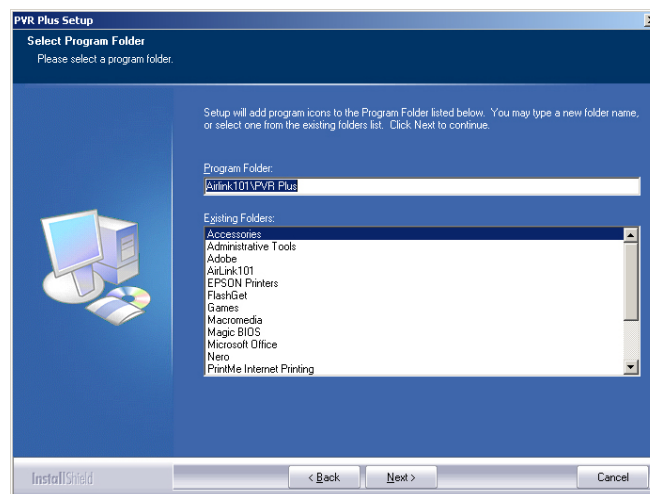 PVR Plus Setup
Select Program Folder
Please select a program folder.
Setup will add program icons to the Program Folder listed below. You may type a new folder name,
or select one from the existing folders list. Click Next to continue.
Program Folder:
Airlink101\PVR Plus
Existing Folders:
Accessories
Administrative Tools
Adobe
AirLink101
EPSON Printers
FlashGet
Games
Macromedia
Magic BIOS
Microsoft Office
Nero
PrintMe Internet Printing
InstallShield
< Back
Next >
Cancel